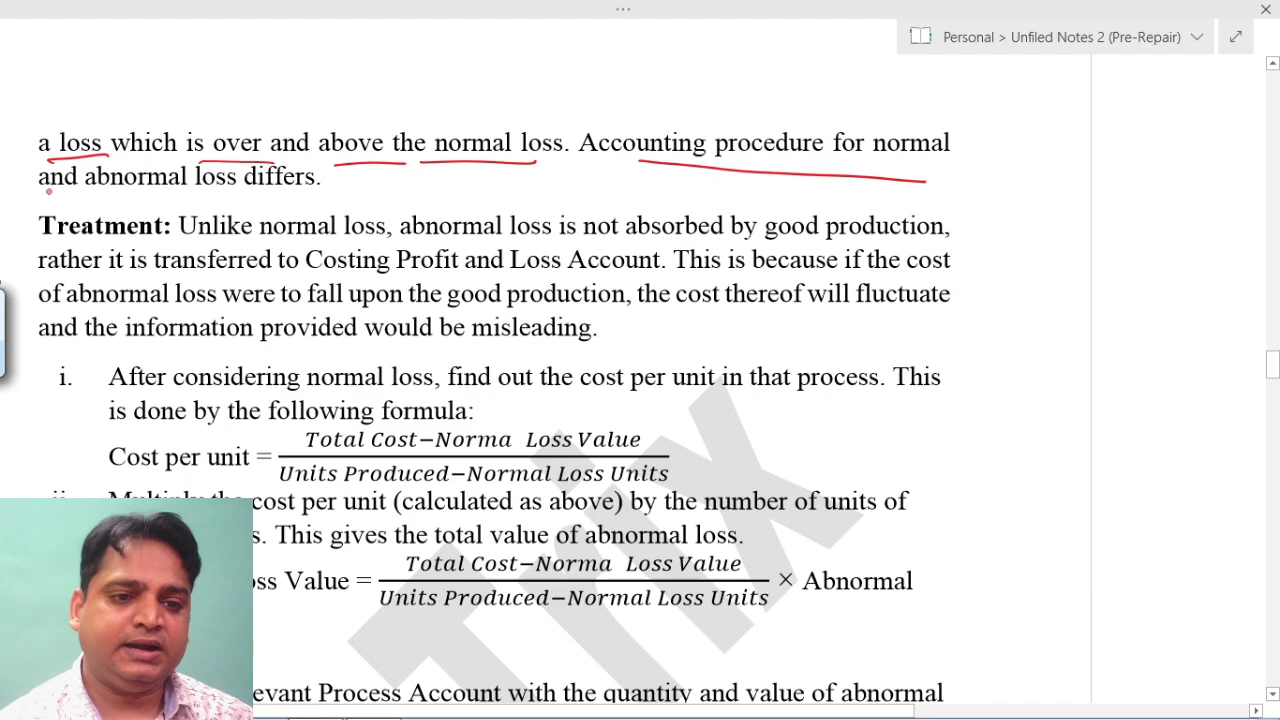 ...
Personal > Unfiled Notes 2 (Pre-Repair)
a loss which is over and above the normal loss. Accounting procedure for normal
and abnormal loss differs.
Treatment: Unlike normal loss, abnormal loss is not absorbed by good production,
rather it is transferred to Costing Profit and Loss Account. This is because if the cost
of abnormal loss were to fall upon the good production, the cost thereof will fluctuate
and the information provided would be misleading.
i. After considering normal loss, find out the cost per unit in that process. This
is done by the following formula:
Total Cost−Norma Loss Value
Cost per unit =
Units Produced−Normal Loss Units
cost per unit (calculated as above) by the number of units of
s. This gives the total value of abnormal loss.
Total Cost−Norma Loss Value
oss Value = × Abnormal
Units Produced−Normal Loss Units
Trix
evant Process Account with the quantity and value of abnormal